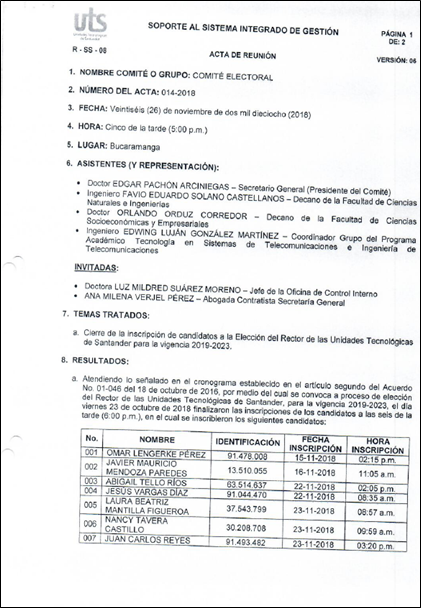 uts
SOPORTE AL SISTEMA INTEGRADO DE GESTIÓN
PÁGINA 1
DE: 2
R - SS - 08
ACTA DE REUNIÓN
VERSIÓN: 06
1. NOMBRE COMITÉ O GRUPO: COMITÉ ELECTORAL
2. NÚMERO DEL ACTA: 014-2018
3. FECHA: Veintiséis (26) de noviembre de dos mil dieciocho (2018)
4. HORA: Cinco de la tarde (5:00 p.m.)
5. LUGAR: Bucaramanga
6. ASISTENTES (Y REPRESENTACIÓN):
• Doctor EDGAR PACHÓN ARCINIEGAS – Secretario General (Presidente del Comité)
• Ingeniero FAVIO EDUARDO SOLANO CASTELLANOS – Decano de la Facultad de Ciencias
Naturales e Ingenierías
• Doctor ORLANDO ORDUZ CORREDOR – Decano de la Facultad de Ciencias
Socioeconómicas y Empresariales
• Ingeniero EDWING LUJÁN GONZÁLEZ MARTÍNEZ – Coordinador Grupo del Programa
Académico Tecnología en Sistemas de Telecomunicaciones e Ingeniería de
Telecomunicaciones
INVITADAS:
• Doctora LUZ MILDRED SUÁREZ MORENO – Jefe de la Oficina de Control Interno
• ANA MILENA VERJEL PÉREZ – Abogada Contratista Secretaría General
7. TEMAS TRATADOS:
a. Cierre de la inscripción de candidatos a la Elección del Rector de las Unidades Tecnológicas
de Santander para la vigencia 2019-2023.
8. RESULTADOS:
a. Atendiendo lo señalado en el cronograma establecido en el artículo segundo del Acuerdo
No. 01-046 del 18 de octubre de 2016, por medio del cual se convoca a proceso de elección
del Rector de las Unidades Tecnológicas de Santander, para la vigencia 2019-2023, el día
viernes 23 de octubre de 2018 finalizaron las inscripciones de los candidatos a las seis de la
tarde (6:00 p.m.), en el cual se inscribieron los siguientes candidatos:
No. NOMBRE IDENTIFICACIÓN FECHA INSCRIPCIÓN HORA INSCRIPCIÓN
001 OMAR LENGERKE PÉREZ 91.478.008 15-11-2018 02:15 p.m.
002 JAVIER MAURICIO MENDOZA PAREDES 13.510.055 16-11-2018 11:05 a.m.
003 ABIGAIL TELLO RÍOS 63.514.637 22-11-2018 02:05 p.m.
004 JESÚS VARGAS DÍAZ 91.044.470 22-11-2018 08:35 a.m.
005 LAURA BEATRIZ MANTILLA FIGUEROA 37.543.799 23-11-2018 08:57 a.m.
006 NANCY TAVERA CASTILLO 30.208.708 23-11-2018 09:59 a.m.
007 JUAN CARLOS REYES 91.493.482 23-11-2018 03:20 p.m.